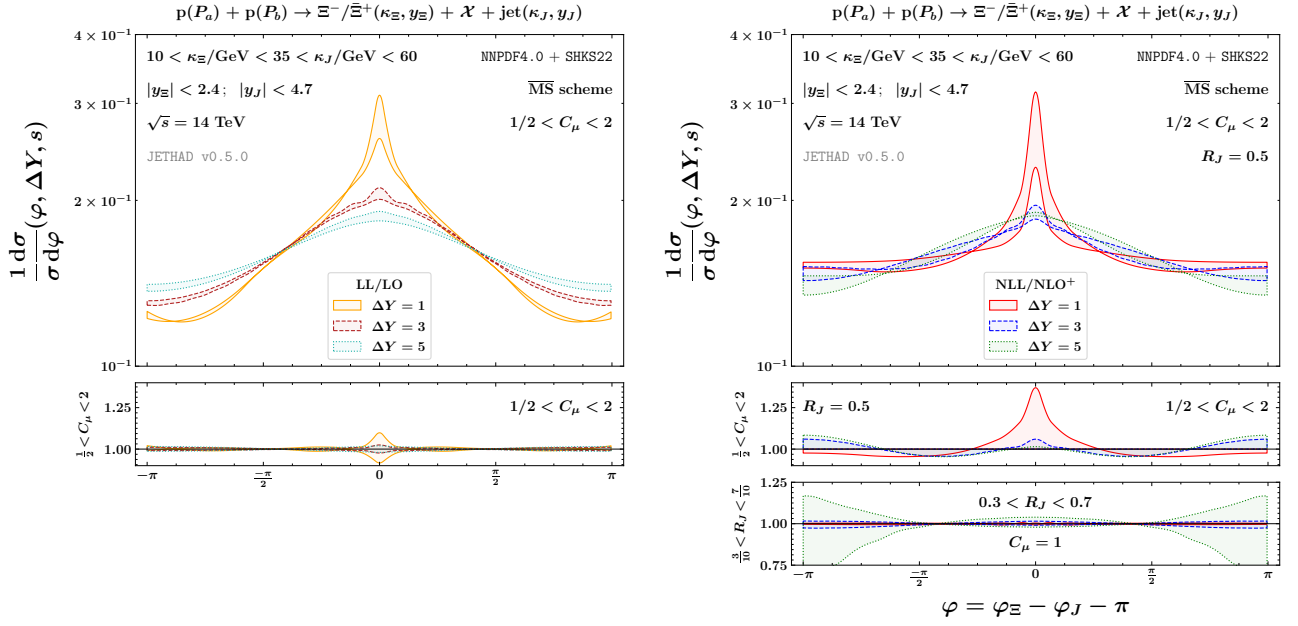 p(P_a) + p(P_b) → Ξ⁻/Ξ̄⁺(κ_Ξ, y_Ξ) + 𝒳 + jet(κ_J, y_J)
4 × 10⁻¹
3 × 10⁻¹
2 × 10⁻¹
10⁻¹
1/σ dσ/dφ (φ, ΔY, s)
10 < κ_Ξ/GeV < 35 < κ_J/GeV < 60
NNPDF4.0 + SHKS22
|y_Ξ| < 2.4 ; |y_J| < 4.7
M̅S̅ scheme
√s = 14 TeV
1/2 < C_μ < 2
JETHAD v0.5.0
LL/LO
ΔY = 1
ΔY = 3
ΔY = 5
½ < C_μ < 2
1.25
1.00
1/2 < C_μ < 2
−π
−π/2
0
π/2
π
p(P_a) + p(P_b) → Ξ⁻/Ξ̄⁺(κ_Ξ, y_Ξ) + 𝒳 + jet(κ_J, y_J)
4 × 10⁻¹
3 × 10⁻¹
2 × 10⁻¹
10⁻¹
1/σ dσ/dφ (φ, ΔY, s)
10 < κ_Ξ/GeV < 35 < κ_J/GeV < 60
NNPDF4.0 + SHKS22
|y_Ξ| < 2.4 ; |y_J| < 4.7
M̅S̅ scheme
√s = 14 TeV
1/2 < C_μ < 2
JETHAD v0.5.0
R_J = 0.5
NLL/NLO⁺
ΔY = 1
ΔY = 3
ΔY = 5
½ < C_μ < 2
1.25
1.00
R_J = 0.5
1/2 < C_μ < 2
3/10 < R_J < 7/10
1.25
1.00
0.75
0.3 < R_J < 0.7
C_μ = 1
−π
−π/2
0
π/2
π
φ = φ_Ξ − φ_J − π